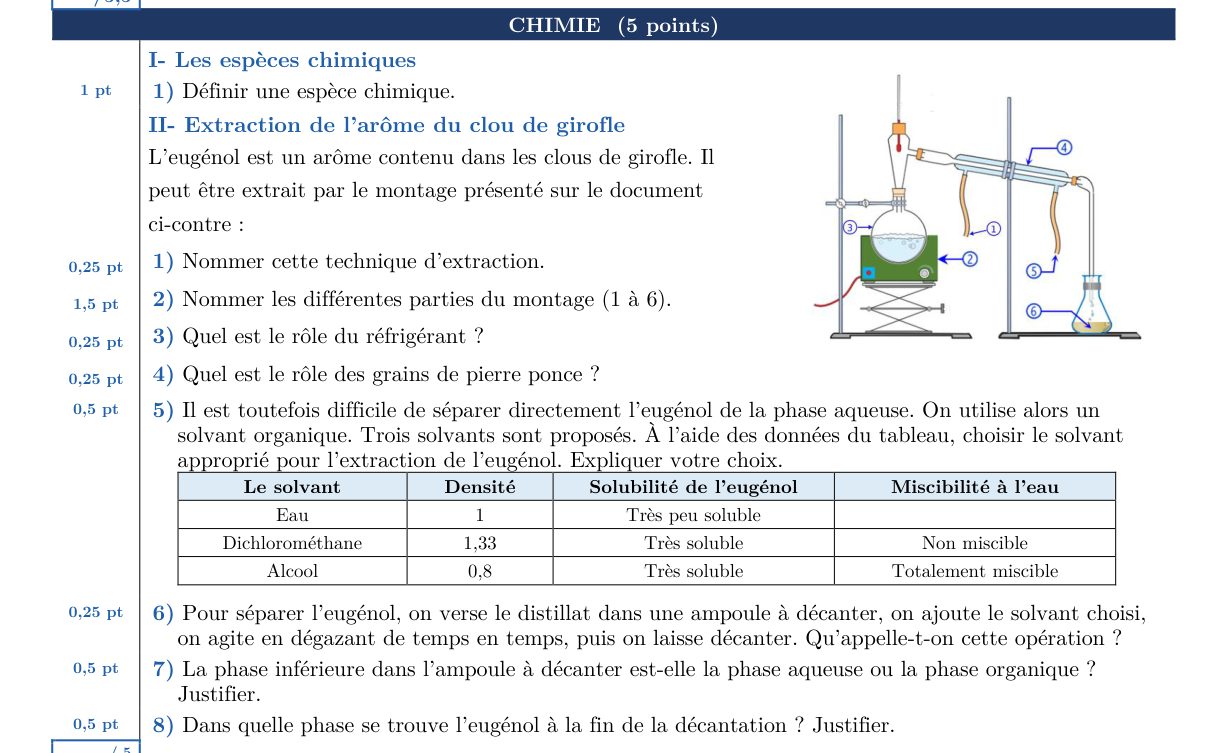 / 5,5
CHIMIE (5 points)
I- Les espèces chimiques
1 pt
1) Définir une espèce chimique.
II- Extraction de l'arôme du clou de girofle
L'eugénol est un arôme contenu dans les clous de girofle. Il
peut être extrait par le montage présenté sur le document
ci-contre :
0,25 pt
1) Nommer cette technique d'extraction.
1,5 pt
2) Nommer les différentes parties du montage (1 à 6).
0,25 pt
3) Quel est le rôle du réfrigérant ?
0,25 pt
4) Quel est le rôle des grains de pierre ponce ?
4
3
1
2
5
6
0,5 pt
5) Il est toutefois difficile de séparer directement l'eugénol de la phase aqueuse. On utilise alors un
solvant organique. Trois solvants sont proposés. À l'aide des données du tableau, choisir le solvant
approprié pour l'extraction de l'eugénol. Expliquer votre choix.
Le solvant Densité Solubilité de l'eugénol Miscibilité à l'eau
Eau 1 Très peu soluble
Dichlorométhane 1,33 Très soluble Non miscible
Alcool 0,8 Très soluble Totalement miscible
0,25 pt
6) Pour séparer l'eugénol, on verse le distillat dans une ampoule à décanter, on ajoute le solvant choisi,
on agite en dégazant de temps en temps, puis on laisse décanter. Qu'appelle-t-on cette opération ?
0,5 pt
7) La phase inférieure dans l'ampoule à décanter est-elle la phase aqueuse ou la phase organique ?
Justifier.
0,5 pt
8) Dans quelle phase se trouve l'eugénol à la fin de la décantation ? Justifier.
/ 5